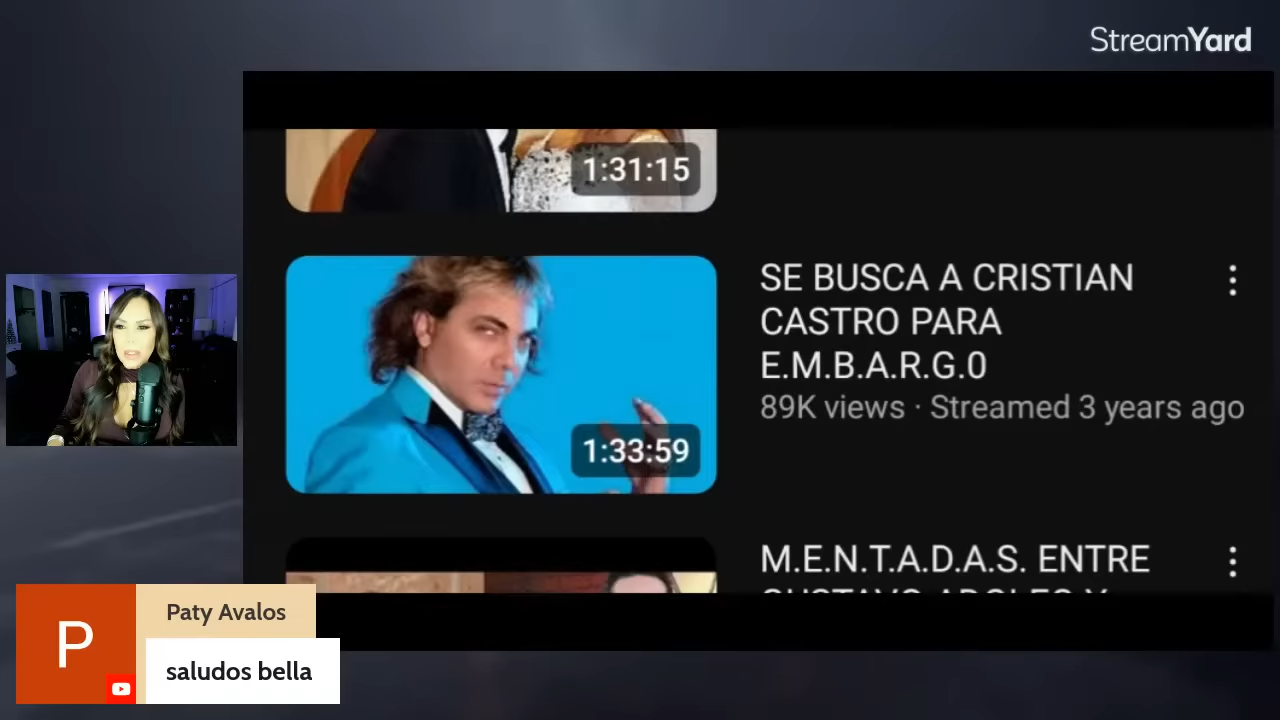 StreamYard
1:31:15
SE BUSCA A CRISTIAN
CASTRO PARA
E.M.B.A.R.G.0
89K views · Streamed 3 years ago
1:33:59
M.E.N.T.A.D.A.S. ENTRE
P
Paty Avalos
saludos bella